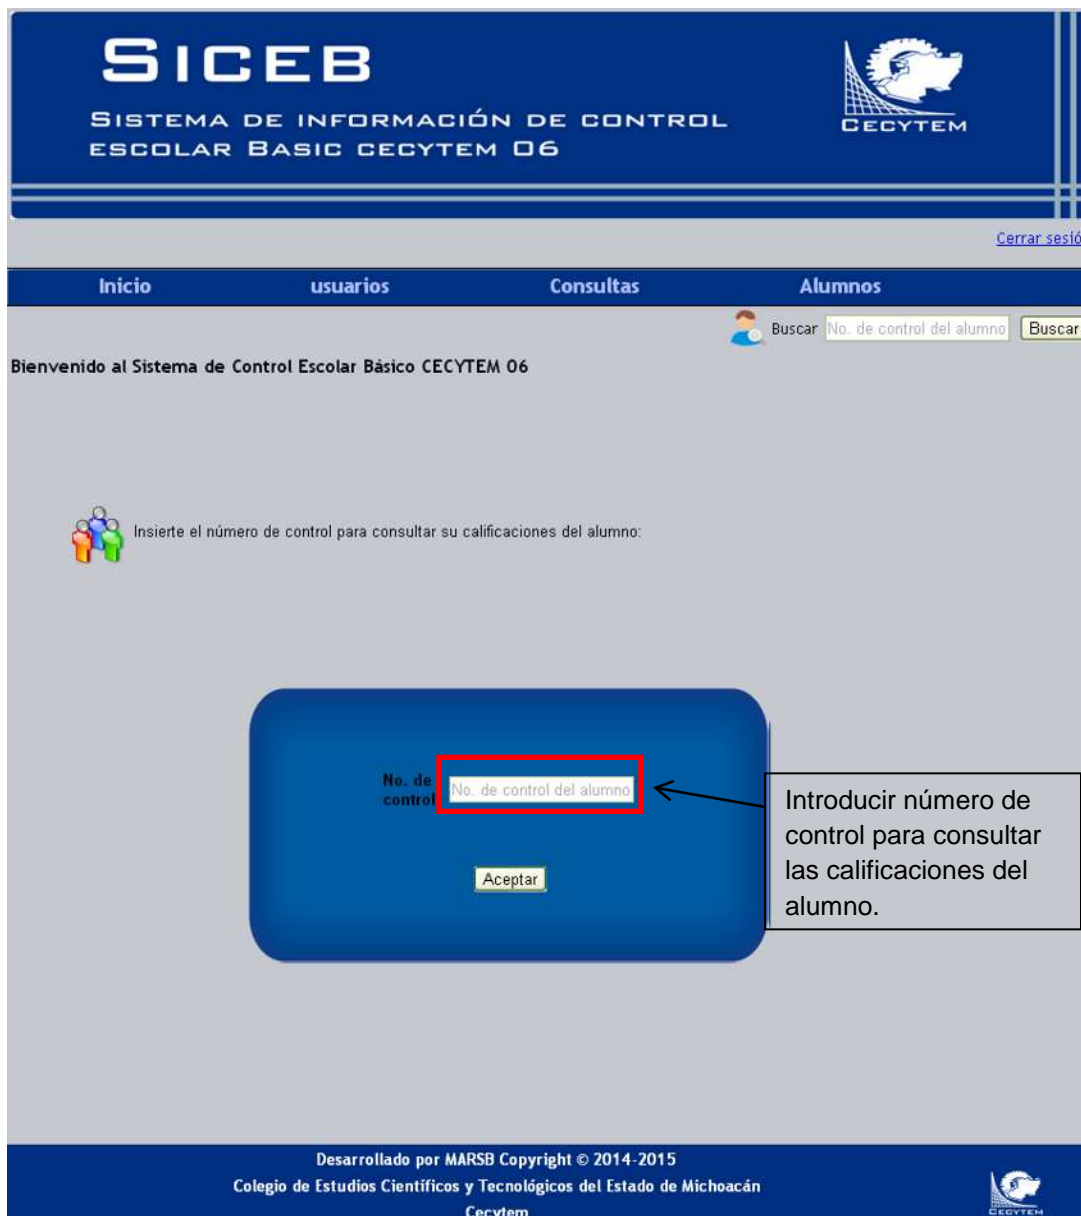 SICEB
SISTEMA DE INFORMACIÓN DE CONTROL
ESCOLAR BASIC CECYTEM 06
CECYTEM
Cerrar sesió
Inicio usuarios Consultas Alumnos
Buscar No. de control del alumno Buscar
Bienvenido al Sistema de Control Escolar Básico CECYTEM 06
Insierte el número de control para consultar su calificaciones del alumno:
No. de
control
No. de control del alumno
Introducir número de
control para consultar
las calificaciones del
alumno.
Aceptar
Desarrollado por MARSB Copyright © 2014-2015
Colegio de Estudios Científicos y Tecnológicos del Estado de Michoacán
Cecytem
CECYTEM